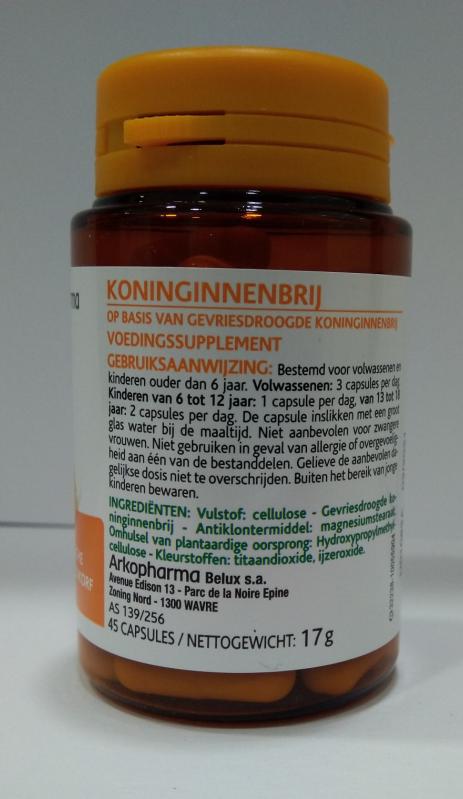 ma
KONINGINNENBRIJ
OP BASIS VAN GEVRIESDROOGDE KONINGINNENBRIJ
VOEDINGSSUPPLEMENT
GEBRUIKSAANWIJZING: Bestemd voor volwassenen en
kinderen ouder dan 6 jaar. Volwassenen: 3 capsules per dag.
Kinderen van 6 tot 12 jaar: 1 capsule per dag, van 13 tot 18
jaar: 2 capsules per dag. De capsule inslikken met een groot
glas water bij de maaltijd. Niet aanbevolen voor zwangere
vrouwen. Niet gebruiken in geval van allergie of overgevoelig-
heid aan één van de bestanddelen. Gelieve de aanbevolen da-
gelijkse dosis niet te overschrijden. Buiten het bereik van jonge
kinderen bewaren.
INGREDIËNTEN: Vulstof: cellulose - Gevriesdroogde ko-
ninginnenbrij - Antiklontermiddel: magnesiumstearaat.
Omhulsel van plantaardige oorsprong: Hydroxypropylmethyl-
cellulose - Kleurstoffen: titaandioxide, ijzeroxide.
Arkopharma Belux s.a.
Avenue Edison 13 - Parc de la Noire Epine
Zoning Nord - 1300 WAVRE
AS 139/256
45 CAPSULES / NETTOGEWICHT: 17 g
RE
KORF